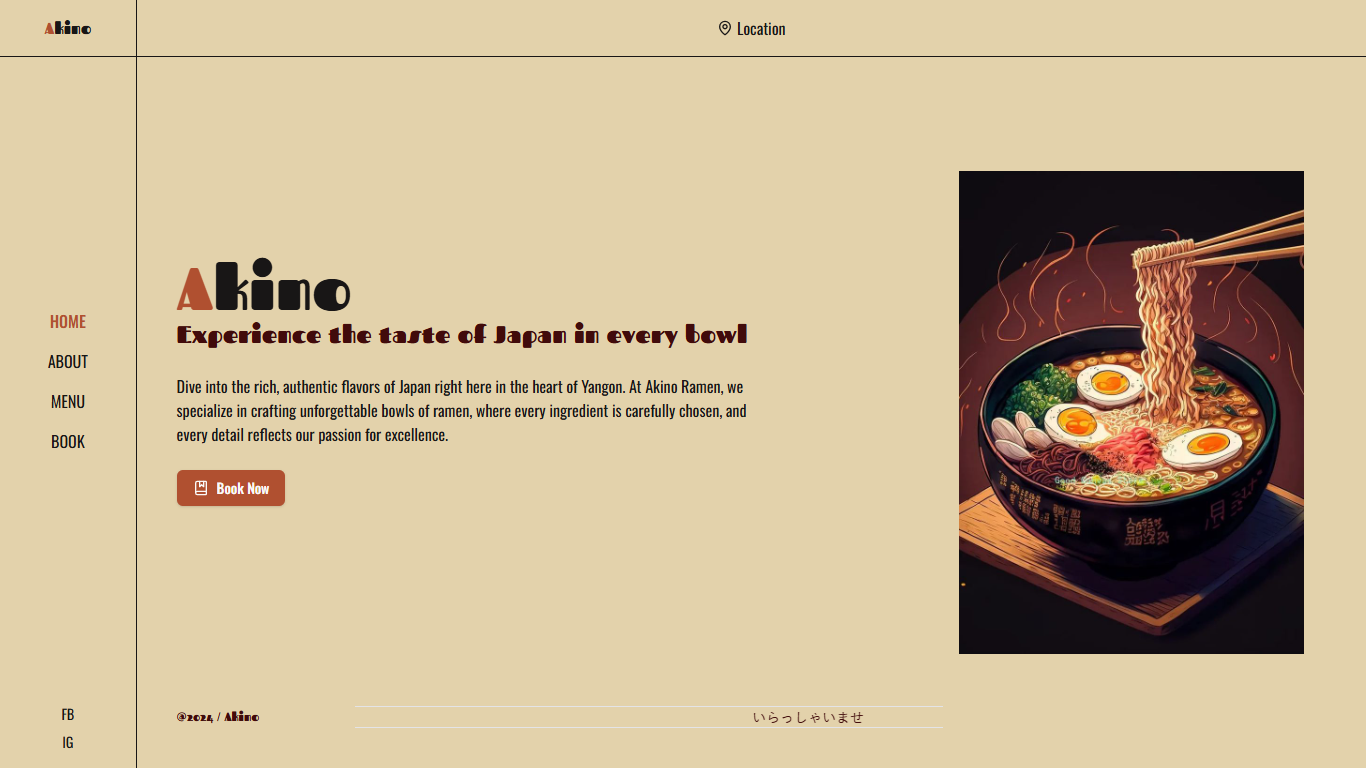 Akino
Location
HOME
ABOUT
MENU
BOOK
FB
IG
Akino
Experience the taste of Japan in every bowl
Dive into the rich, authentic flavors of Japan right here in the heart of Yangon. At Akino Ramen, we
specialize in crafting unforgettable bowls of ramen, where every ingredient is carefully chosen, and
every detail reflects our passion for excellence.
Book Now
©2024 / Akino
いらっしゃいませ